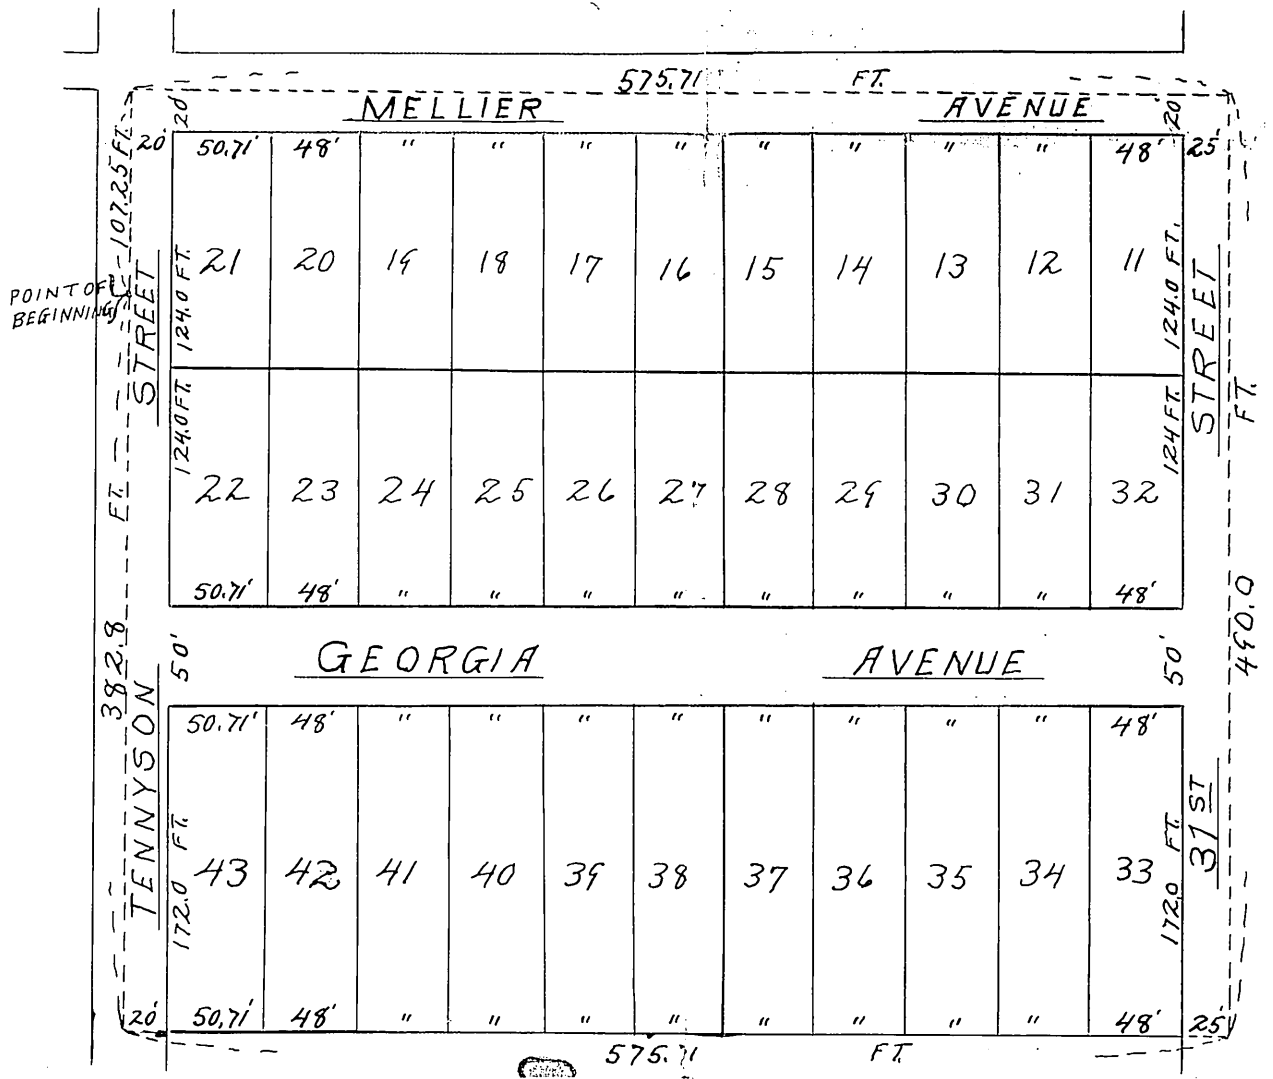 575.71 FT.
MELLIER AVENUE
20' 20' 20' 25'
50.71' 48' " " " " " " " " 48'
107.25 FT.
21 20 19 18 17 16 15 14 13 12 11
124.0 FT. 124.0 FT.
POINT OF
BEGINNING
STREET STREET
FT.
124.0 FT. 124 FT.
22 23 24 25 26 27 28 29 30 31 32
382.8 FT.
50.71' 48' " " " " " " " " 48'
490.0
50' GEORGIA AVENUE 50'
50.71' 48' " " " " " " " " 48'
TENNYSON 31ST
43 42 41 40 39 38 37 36 35 34 33
172.0 FT. 172.0 FT.
20' 50.71' 48' " " " " " " " " 48' 25'
575.71 FT.